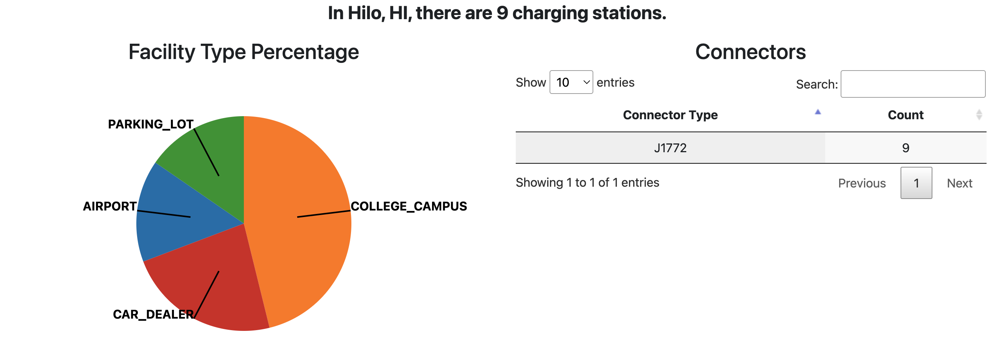 In Hilo, HI, there are 9 charging stations.
Facility Type Percentage
PARKING_LOT
AIRPORT
COLLEGE_CAMPUS
CAR_DEALER
Connectors
Show 10 entries
Search:
Connector Type Count
J1772 9
Showing 1 to 1 of 1 entries
Previous 1 Next